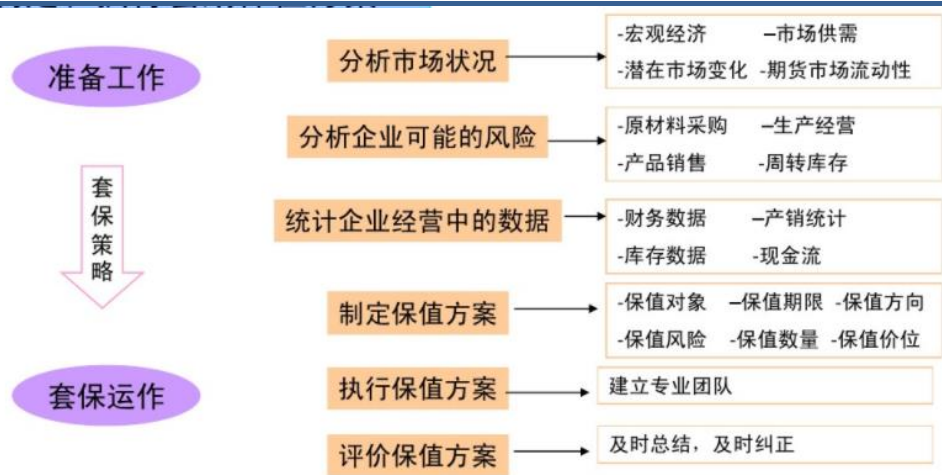 准备工作
套保策略
套保运作
分析市场状况
-宏观经济 –市场供需
-潜在市场变化 -期货市场流动性
分析企业可能的风险
-原材料采购 –生产经营
-产品销售 -周转库存
统计企业经营中的数据
-财务数据 –产销统计
-库存数据 -现金流
制定保值方案
-保值对象 –保值期限 -保值方向
-保值风险 -保值数量 -保值价位
执行保值方案
建立专业团队
评价保值方案
及时总结，及时纠正